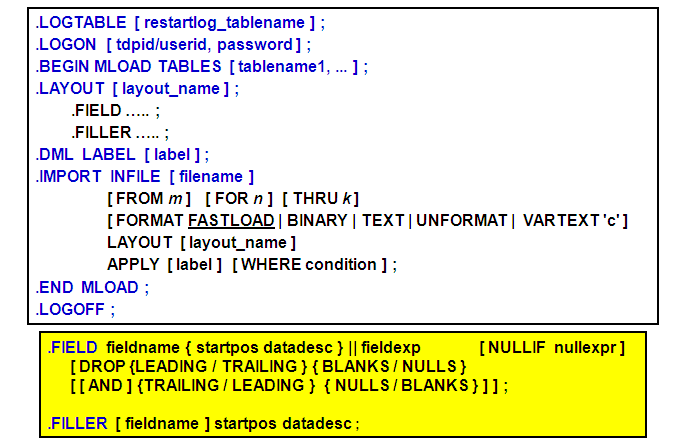 .LOGTABLE [ restartlog_tablename ] ;
.LOGON [ tdpid/userid, password ] ;
.BEGIN MLOAD TABLES [ tablename1, ... ] ;
.LAYOUT [ layout_name ] ;
.FIELD ….. ;
.FILLER ….. ;
.DML LABEL [ label ] ;
.IMPORT INFILE [ filename ]
[ FROM m ] [ FOR n ] [ THRU k ]
[ FORMAT FASTLOAD | BINARY | TEXT | UNFORMAT | VARTEXT 'c' ]
LAYOUT [ layout_name ]
APPLY [ label ] [ WHERE condition ] ;
.END MLOAD ;
.LOGOFF ;
.FIELD fieldname { startpos datadesc } || fieldexp [ NULLIF nullexpr ]
[ DROP {LEADING / TRAILING } { BLANKS / NULLS }
[ [ AND ] {TRAILING / LEADING } { NULLS / BLANKS } ] ] ;
.FILLER [ fieldname ] startpos datadesc ;